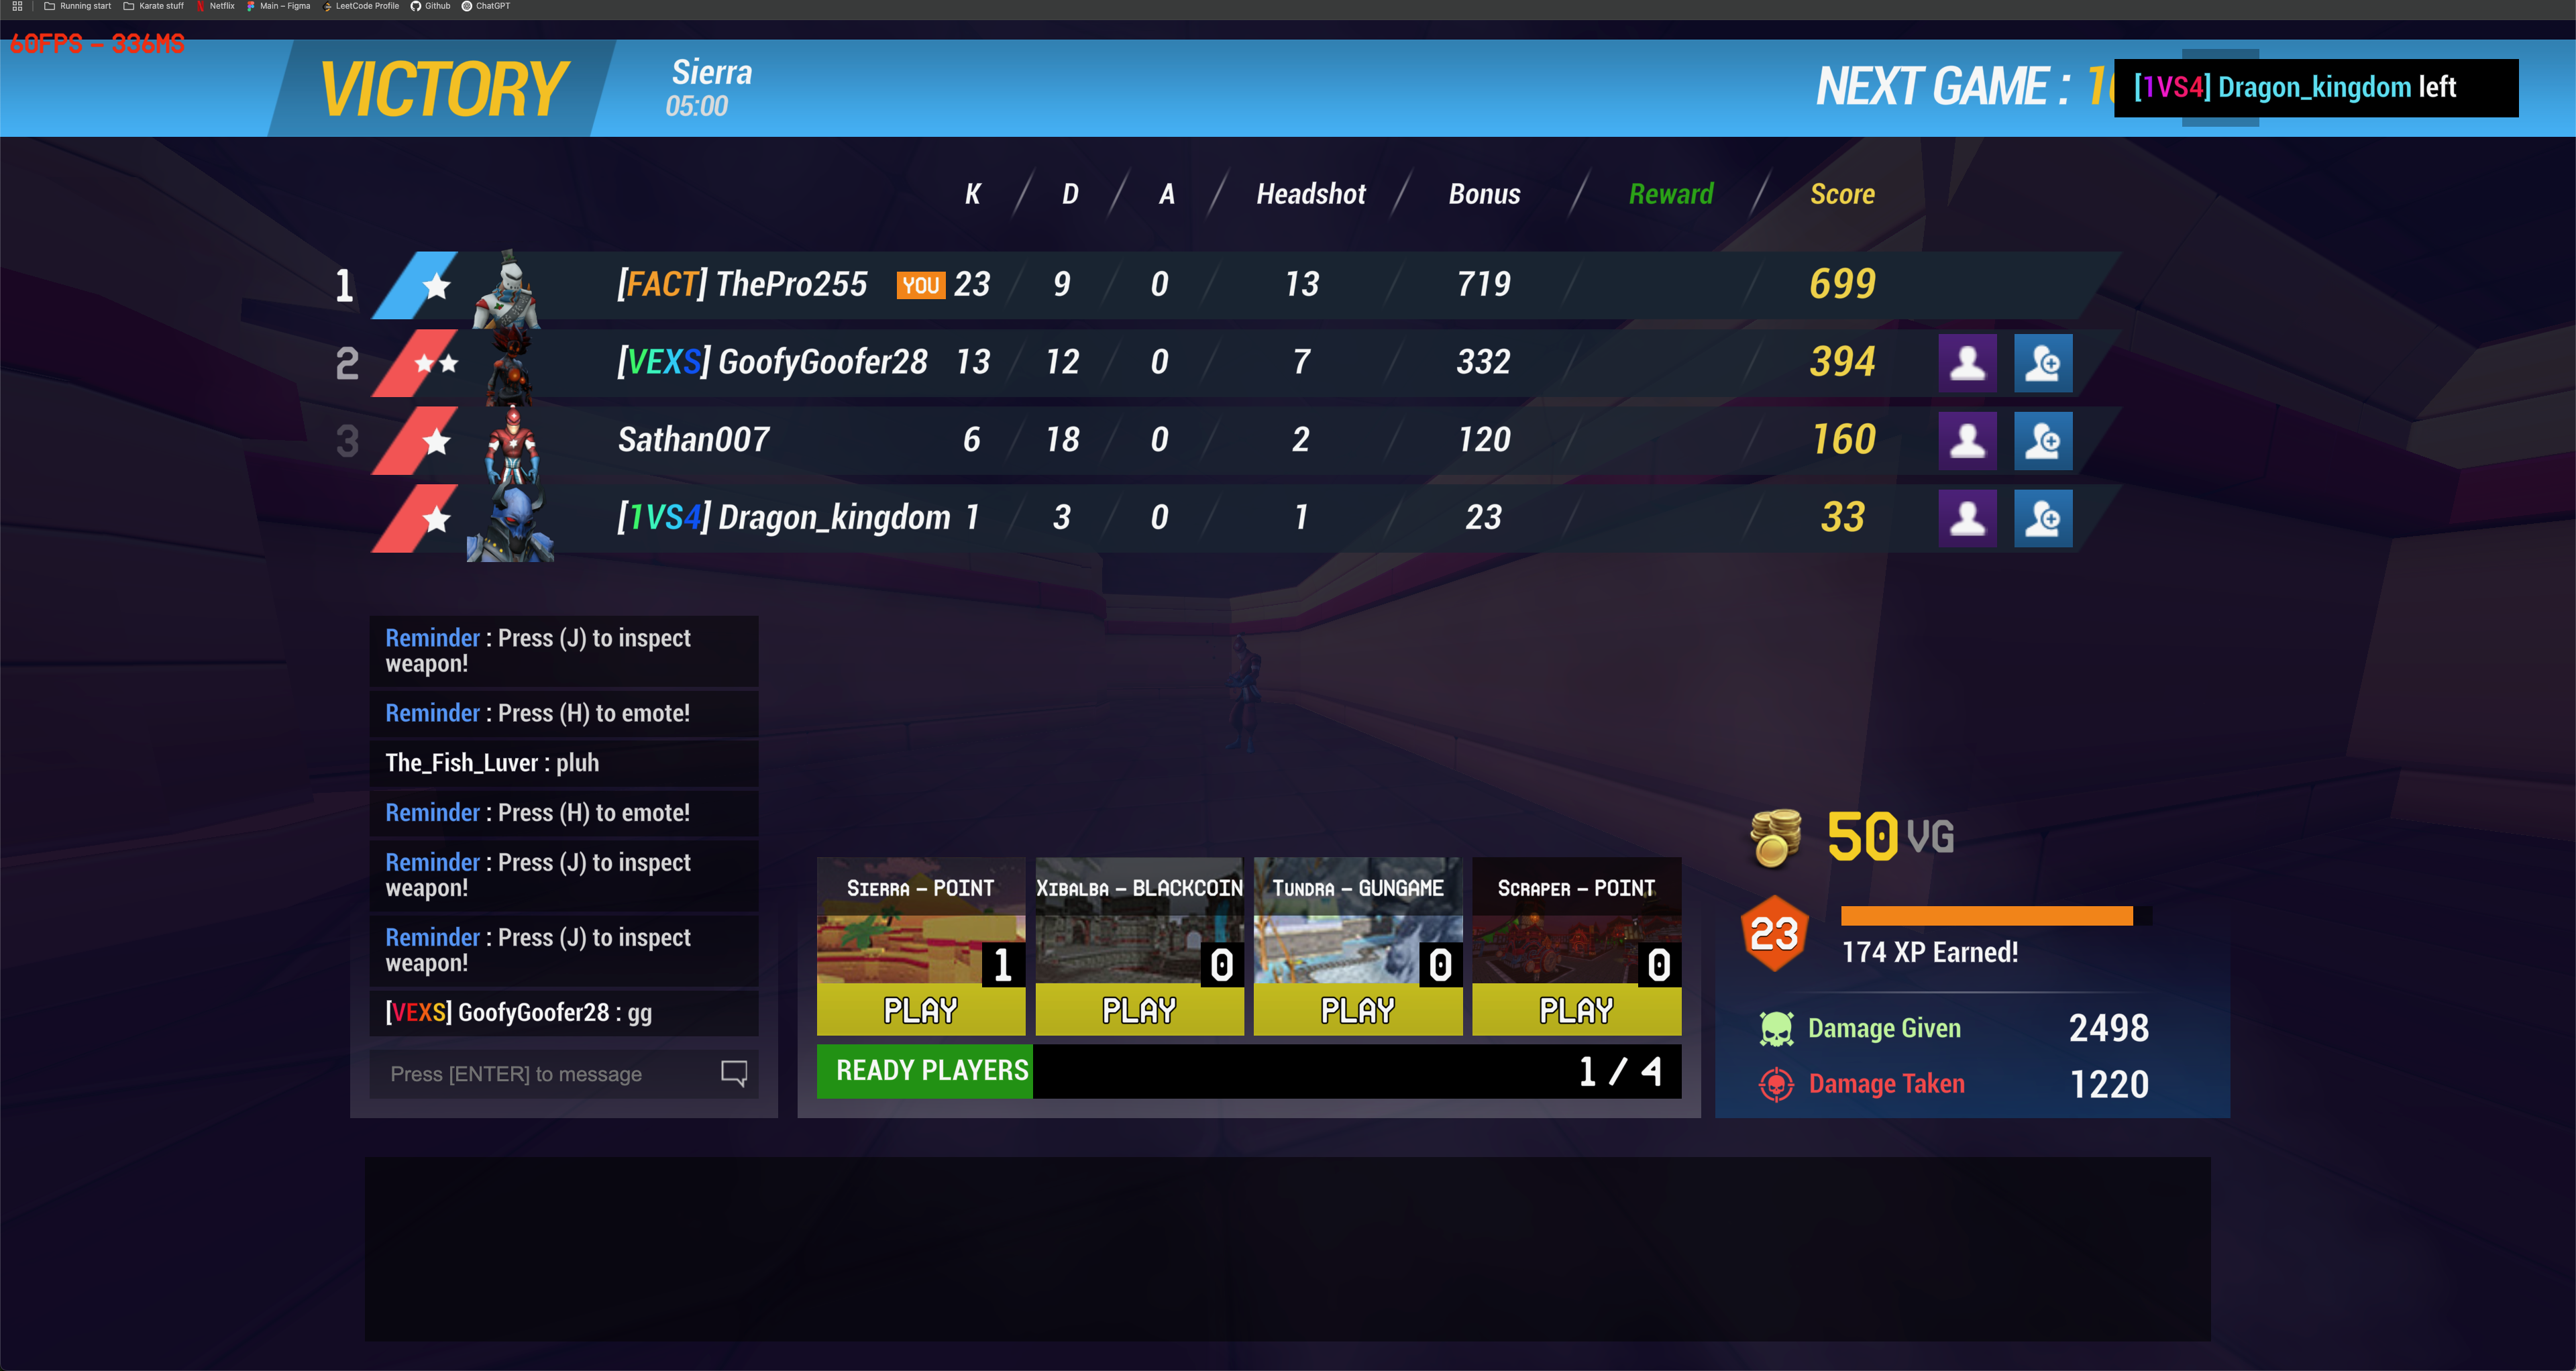 Running start Karate stuff Netflix Main – Figma LeetCode Profile Github ChatGPT
60FPS – 336MS
VICTORY
Sierra
05:00
NEXT GAME :
[1VS4] Dragon_kingdom left
K / D / A / Headshot / Bonus / Reward / Score
1 [FACT] ThePro255 YOU 23 / 9 / 0 / 13 / 719 / / 699
2 [VEXS] GoofyGoofer28 13 / 12 / 0 / 7 / 332 / / 394
3 Sathan007 6 / 18 / 0 / 2 / 120 / / 160
[1VS4] Dragon_kingdom 1 / 3 / 0 / 1 / 23 / / 33
Reminder : Press (J) to inspect
weapon!
Reminder : Press (H) to emote!
The_Fish_Luver : pluh
Reminder : Press (H) to emote!
Reminder : Press (J) to inspect
weapon!
Reminder : Press (J) to inspect
weapon!
[VEXS] GoofyGoofer28 : gg
Press [ENTER] to message
Sierra – POINT
1
PLAY
Xibalba – BLACKCOIN
0
PLAY
Tundra – GUNGAME
0
PLAY
Scraper – POINT
0
PLAY
READY PLAYERS 1 / 4
50 VG
23
174 XP Earned!
Damage Given 2498
Damage Taken 1220